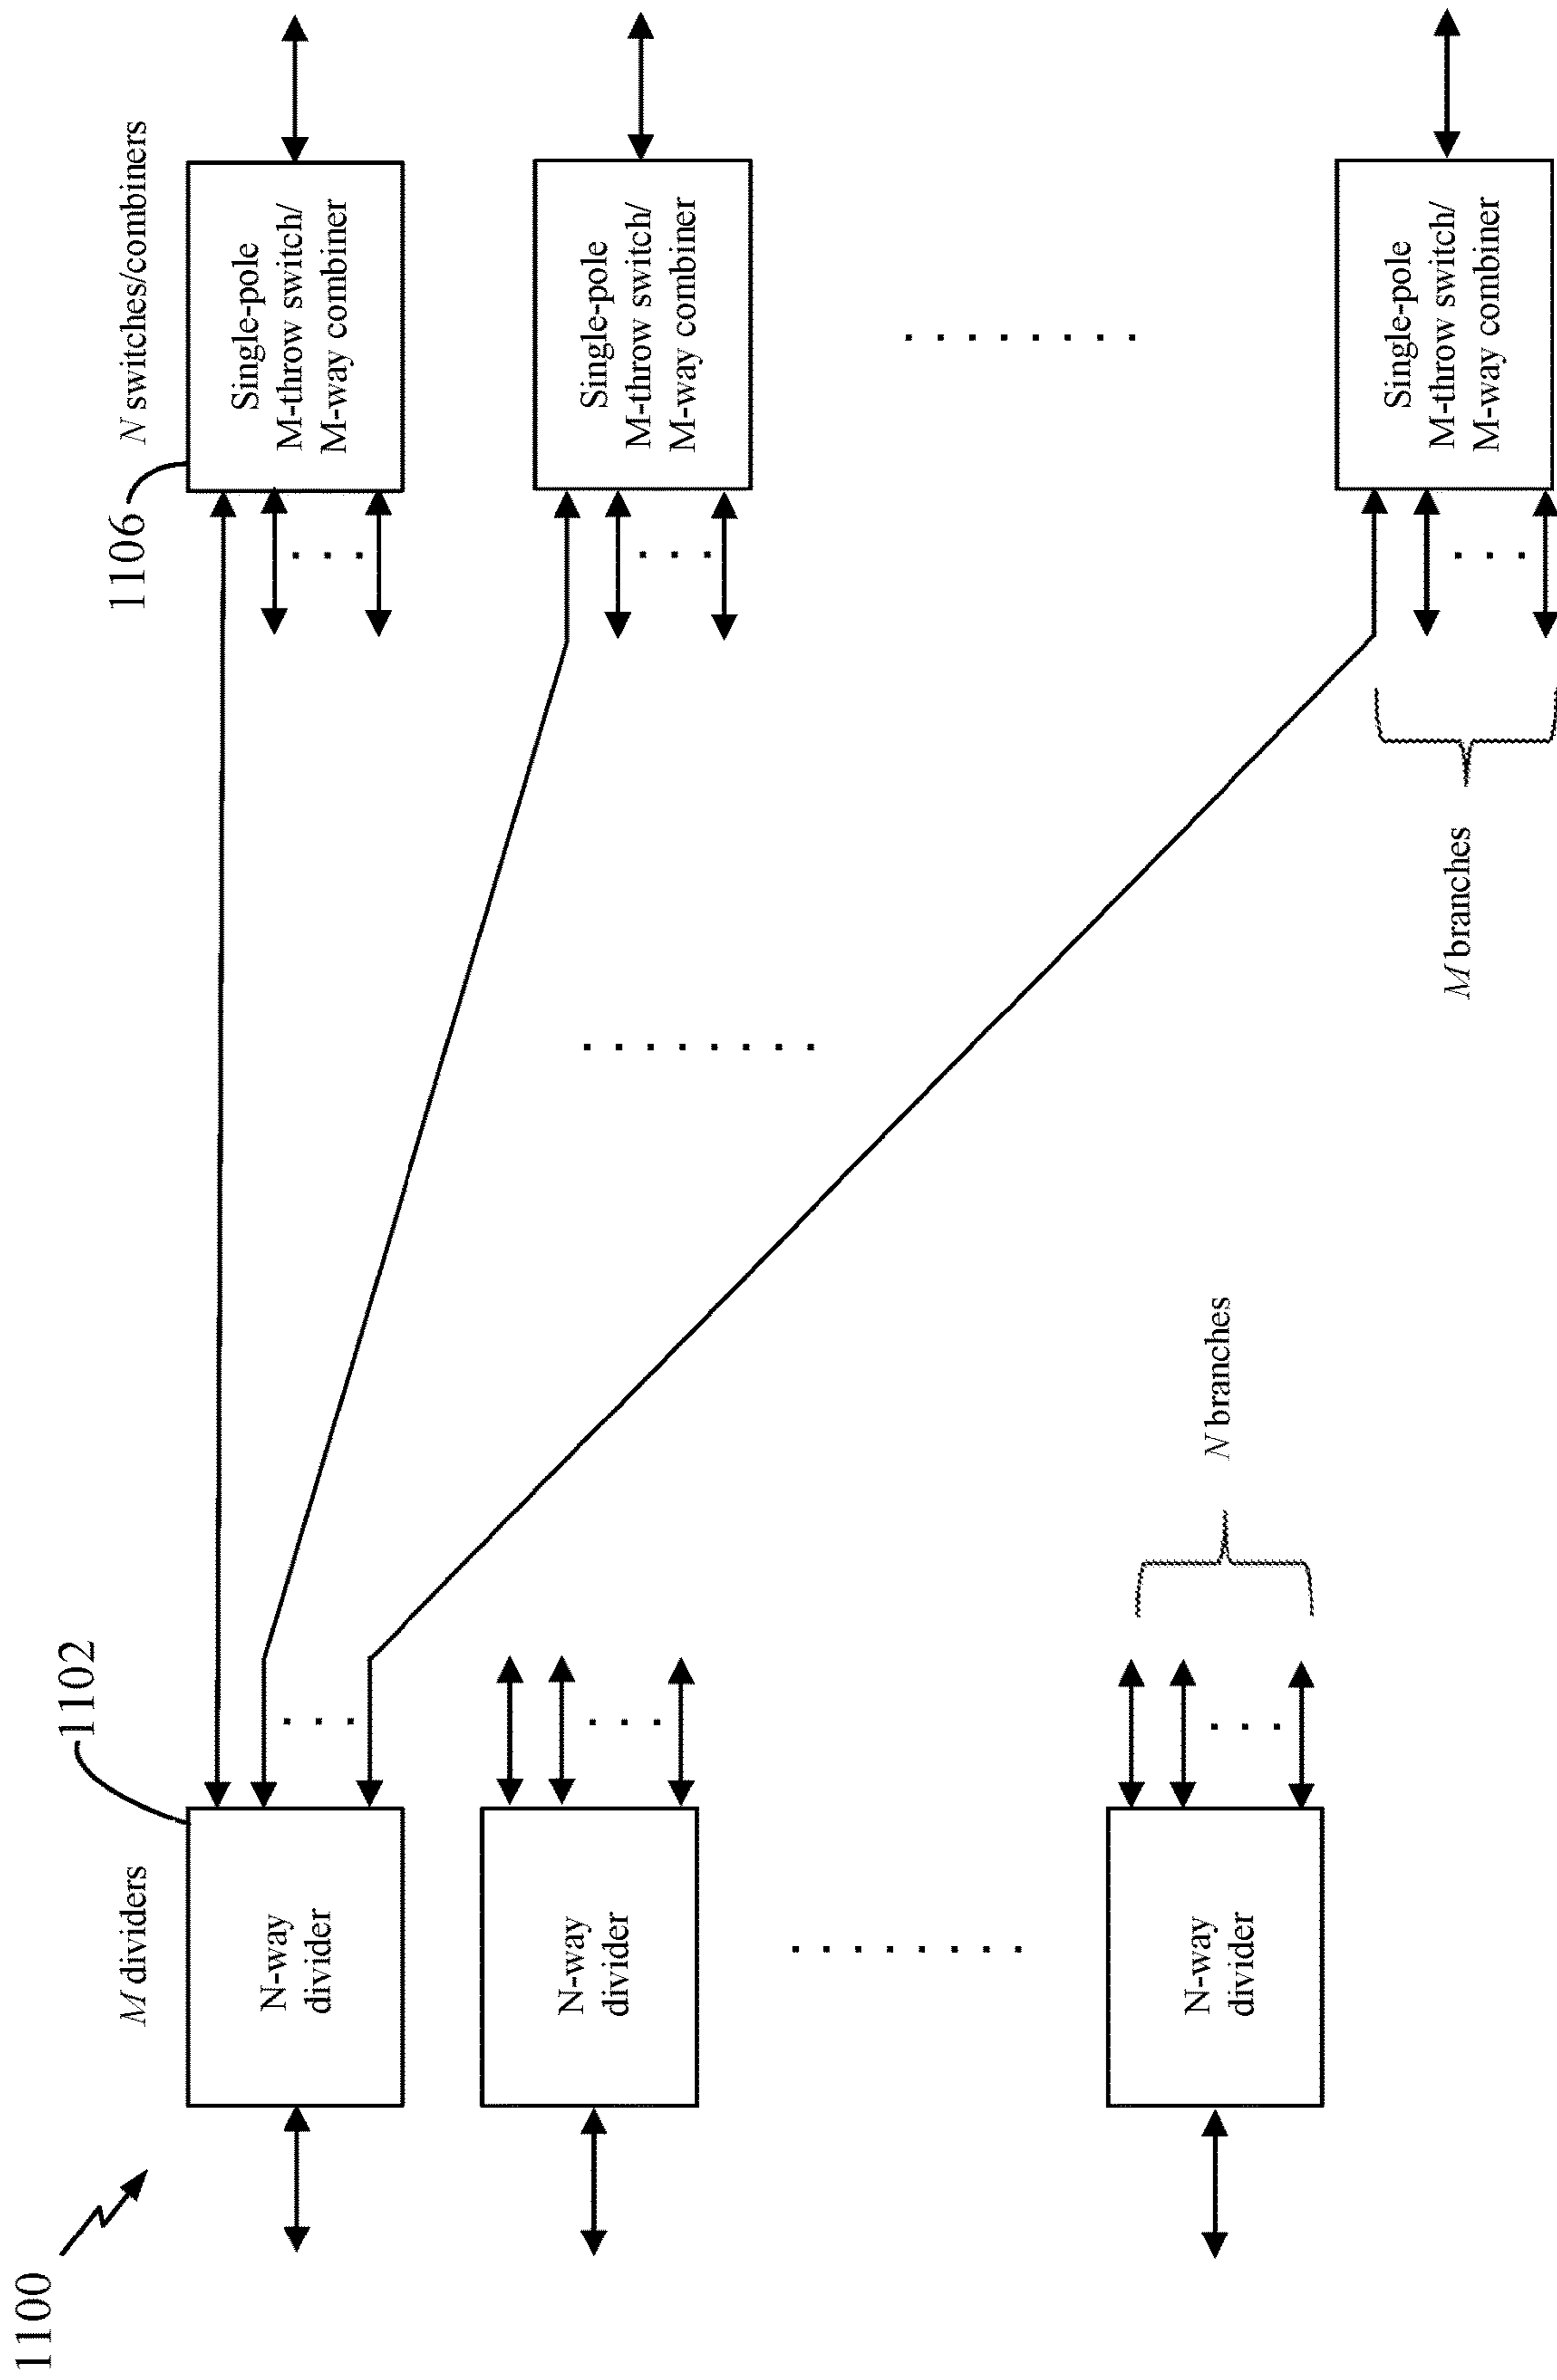 1100
M dividers
1102
N-way
divider
N-way
divider
N-way
divider
N branches
N switches/combiners
1106
Single-pole
M-throw switch/
M-way combiner
Single-pole
M-throw switch/
M-way combiner
Single-pole
M-throw switch/
M-way combiner
M branches